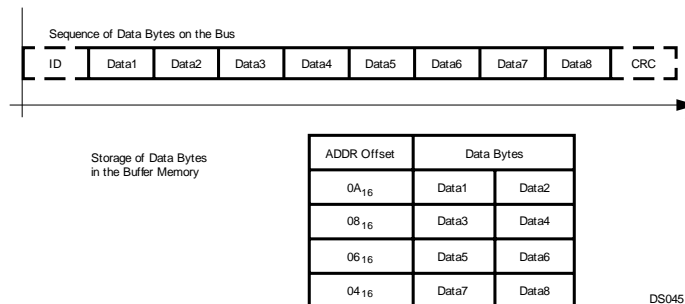 Sequence of Data Bytes on the Bus
ID Data1 Data2 Data3 Data4 Data5 Data6 Data7 Data8 CRC
Storage of Data Bytes
in the Buffer Memory
ADDR Offset Data Bytes
0A16 Data1 Data2
0816 Data3 Data4
0616 Data5 Data6
0416 Data7 Data8
DS045